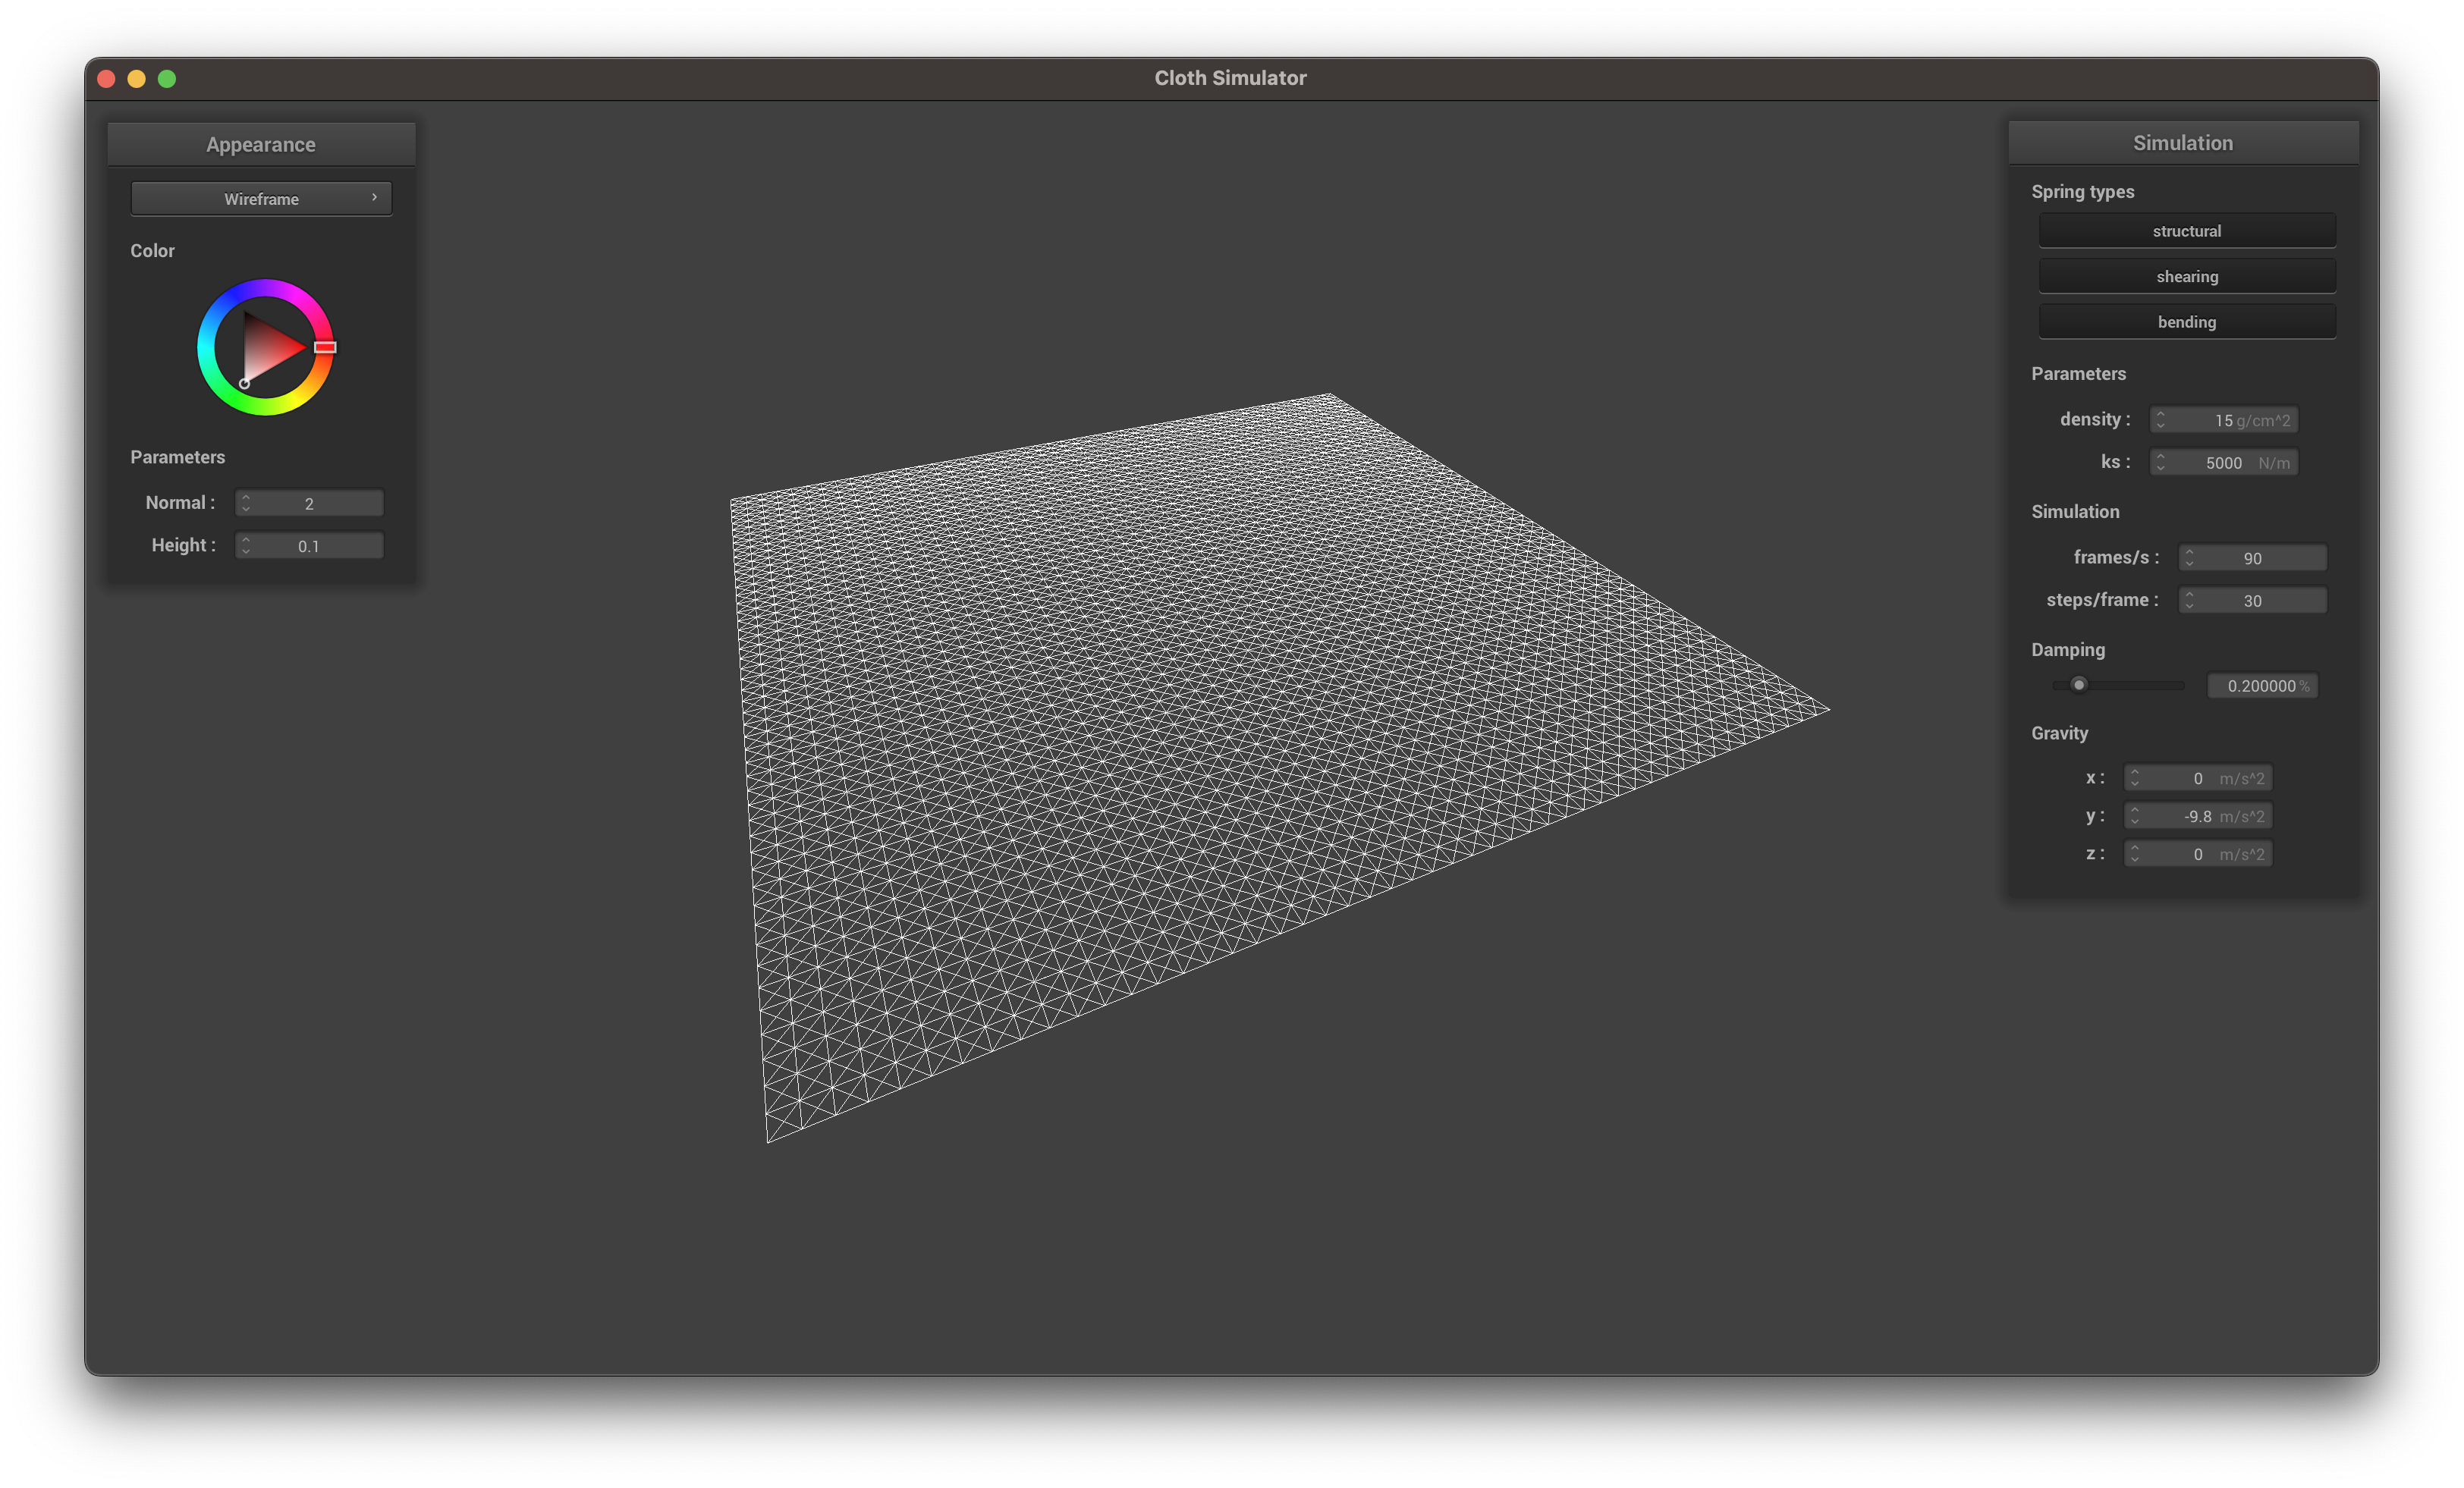 Cloth Simulator
Appearance
Wireframe
Color
Parameters
Normal : 2
Height : 0.1
Simulation
Spring types
structural
shearing
bending
Parameters
density : 15 g/cm^2
ks : 5000 N/m
Simulation
frames/s : 90
steps/frame : 30
Damping
0.200000 %
Gravity
x : 0 m/s^2
y : -9.8 m/s^2
z : 0 m/s^2